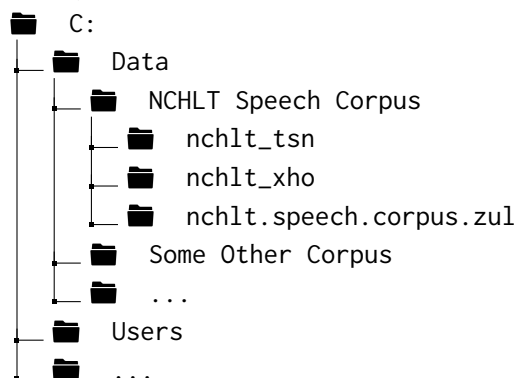 C:
Data
NCHLT Speech Corpus
nchlt_tsn
nchlt_xho
nchlt.speech.corpus.zul
Some Other Corpus
...
Users
...